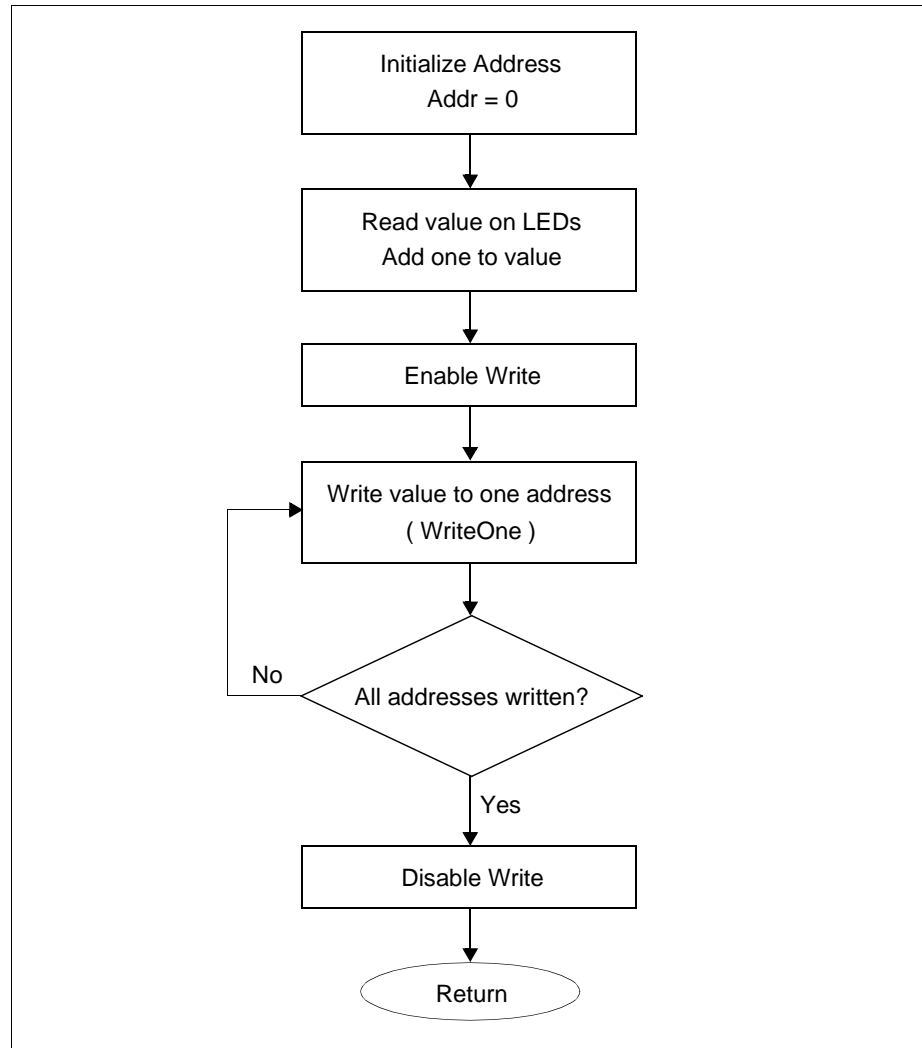 Initialize Address
Addr = 0
Read value on LEDs
Add one to value
Enable Write
Write value to one address
( WriteOne )
No
All addresses written?
Yes
Disable Write
Return